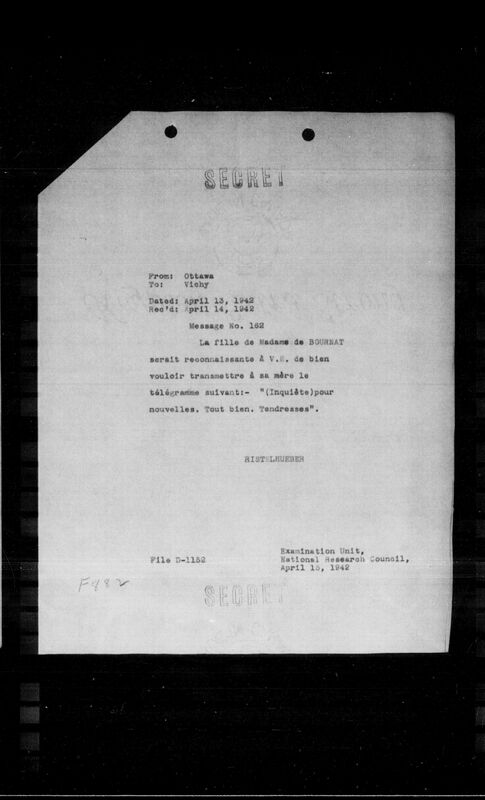 SECRET
From: Ottawa
To: Vichy
Dated: April 13, 1942
Rec'd: April 14, 1942
Message No. 162
La fille de Madame de BOURNAT
serait reconnaissante à V.E. de bien
vouloir transmettre à sa mère le
télégramme suivant:- "(Inquiète)pour
nouvelles. Tout bien. Tendresses".
RISTELHUEBER
Examination Unit,
File D-1152 National Research Council,
April 15, 1942
F482
SECRET